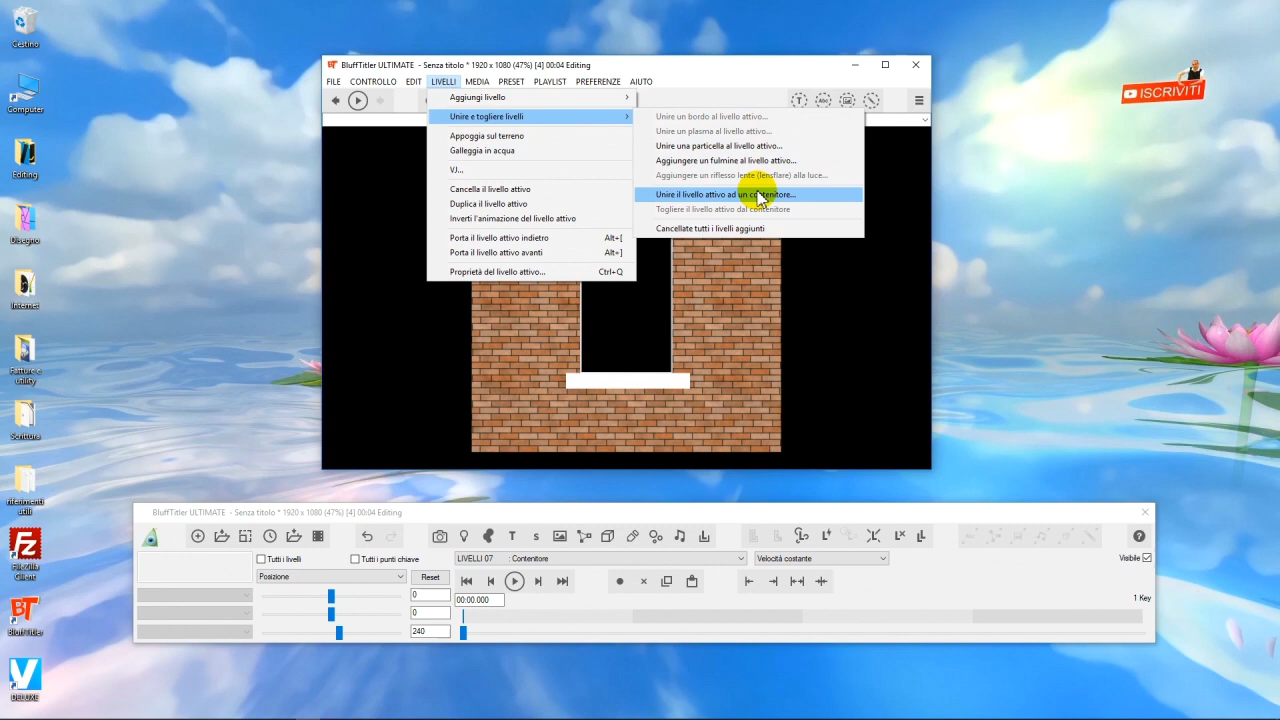 Cestino
Computer
Editing
Disegno
Internet
Fatture e
utility
Scrittura
riferimenti
utili
FileZilla
Client
BluffTitler
DELUXE
ISCRIVITI
BluffTitler ULTIMATE - Senza titolo * 1920 x 1080 (47%) [4] 00:04 Editing
FILE CONTROLLO EDIT LIVELLI MEDIA PRESET PLAYLIST PREFERENZE AIUTO
Aggiungi livello
Unire e togliere livelli
Appoggia sul terreno
Galleggia in acqua
VJ...
Cancella il livello attivo
Duplica il livello attivo
Inverti l'animazione del livello attivo
Porta il livello attivo indietro Alt+[
Porta il livello attivo avanti Alt+]
Proprietà del livello attivo... Ctrl+Q
Unire un bordo al livello attivo...
Unire un plasma al livello attivo...
Unire una particella al livello attivo...
Aggiungere un fulmine al livello attivo...
Aggiungere un riflesso lente (lensflare) alla luce...
Unire il livello attivo ad un contenitore...
Togliere il livello attivo dal contenitore
Cancellate tutti i livelli aggiunti
BluffTitler ULTIMATE - Senza titolo * 1920 x 1080 (47%) [4] 00:04 Editing
Tutti i livelli Tutti i punti chiave LIVELLI 07 : Contenitore Velocità costante Visibile
Posizione Reset
0 00:00.000 1 Key
0
240